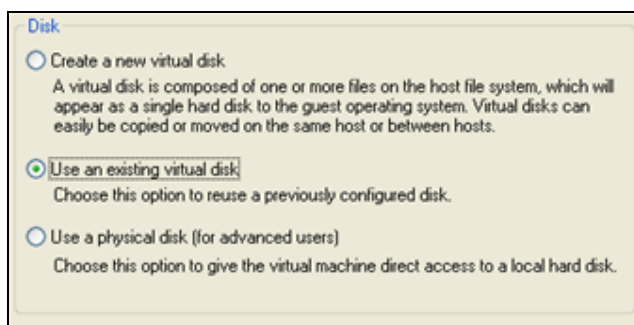 Disk
Create a new virtual disk
A virtual disk is composed of one or more files on the host file system, which will
appear as a single hard disk to the guest operating system. Virtual disks can
easily be copied or moved on the same host or between hosts.
Use an existing virtual disk
Choose this option to reuse a previously configured disk.
Use a physical disk (for advanced users)
Choose this option to give the virtual machine direct access to a local hard disk.